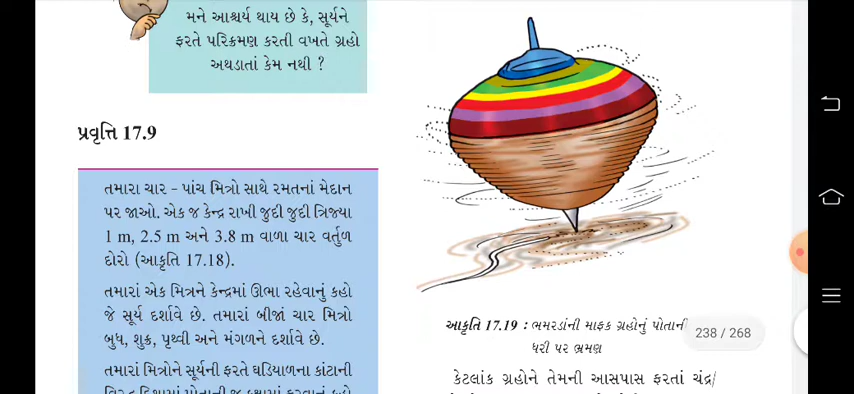 મને આશ્ચર્ય થાય છે કે, સૂર્યને
ફરતે પરિક્રમણ કરતી વખતે ગ્રહો
અથડાતાં કેમ નથી ?
પ્રવૃત્તિ 17.9
તમારા ચાર - પાંચ મિત્રો સાથે રમતનાં મેદાન
પર જાઓ. એક જ કેન્દ્ર રાખી જુદી જુદી ત્રિજ્યા
1 m, 2.5 m અને 3.8 m વાળા ચાર વર્તુળ
દોરો (આકૃતિ 17.18).
તમારાં એક મિત્રને કેન્દ્રમાં ઊભા રહેવાનું કહો
જે સૂર્ય દર્શાવે છે. તમારાં બીજાં ચાર મિત્રો
બુધ, શુક્ર, પૃથ્વી અને મંગળને દર્શાવે છે.
તમારાં મિત્રોને સૂર્યની ફરતે ઘડિયાળના કાંટાની
આકૃતિ 17.19 : ભમરડાંની માફક ગ્રહોનું પોતાની
ધરી પર ભ્રમણ
238 / 268
કેટલાંક ગ્રહોને તેમની આસપાસ ફરતાં ચંદ્ર/